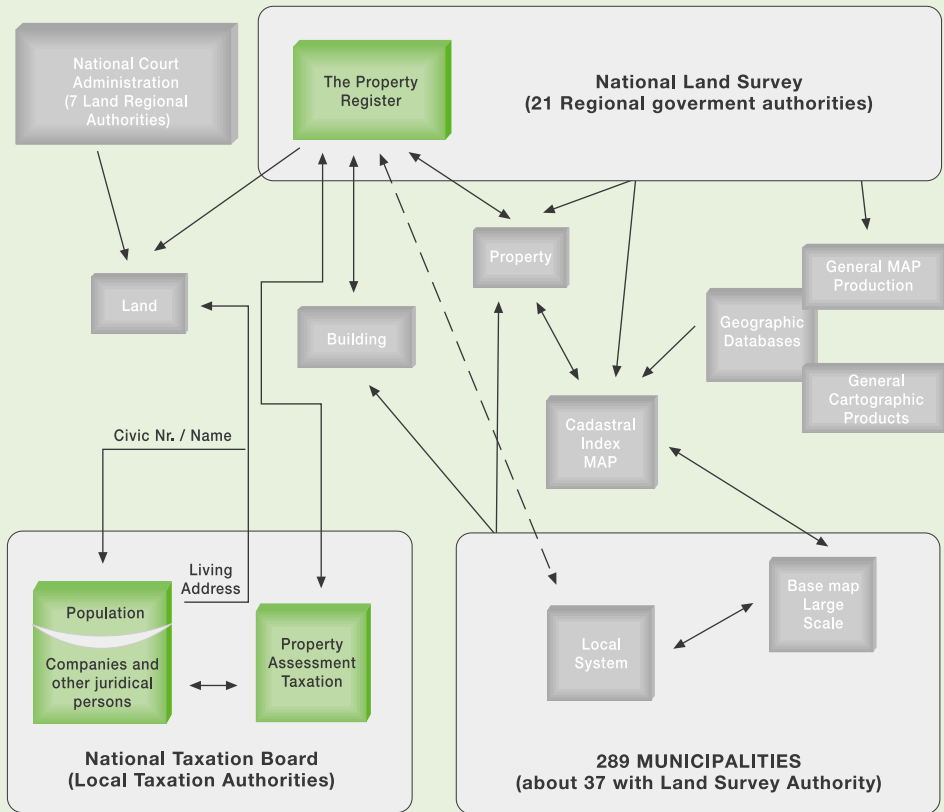 National Court
Administration
(7 Land Regional
Authorities)
The Property
Register
National Land Survey
(21 Regional goverment authorities)
Land
Building
Property
General MAP
Production
Geographic
Databases
General
Cartographic
Products
Cadastral
Index
MAP
Civic Nr. / Name
Living
Address
Population
Companies and
other juridical
persons
Property
Assessment
Taxation
National Taxation Board
(Local Taxation Authorities)
Local
System
Base map
Large
Scale
289 MUNICIPALITIES
(about 37 with Land Survey Authority)